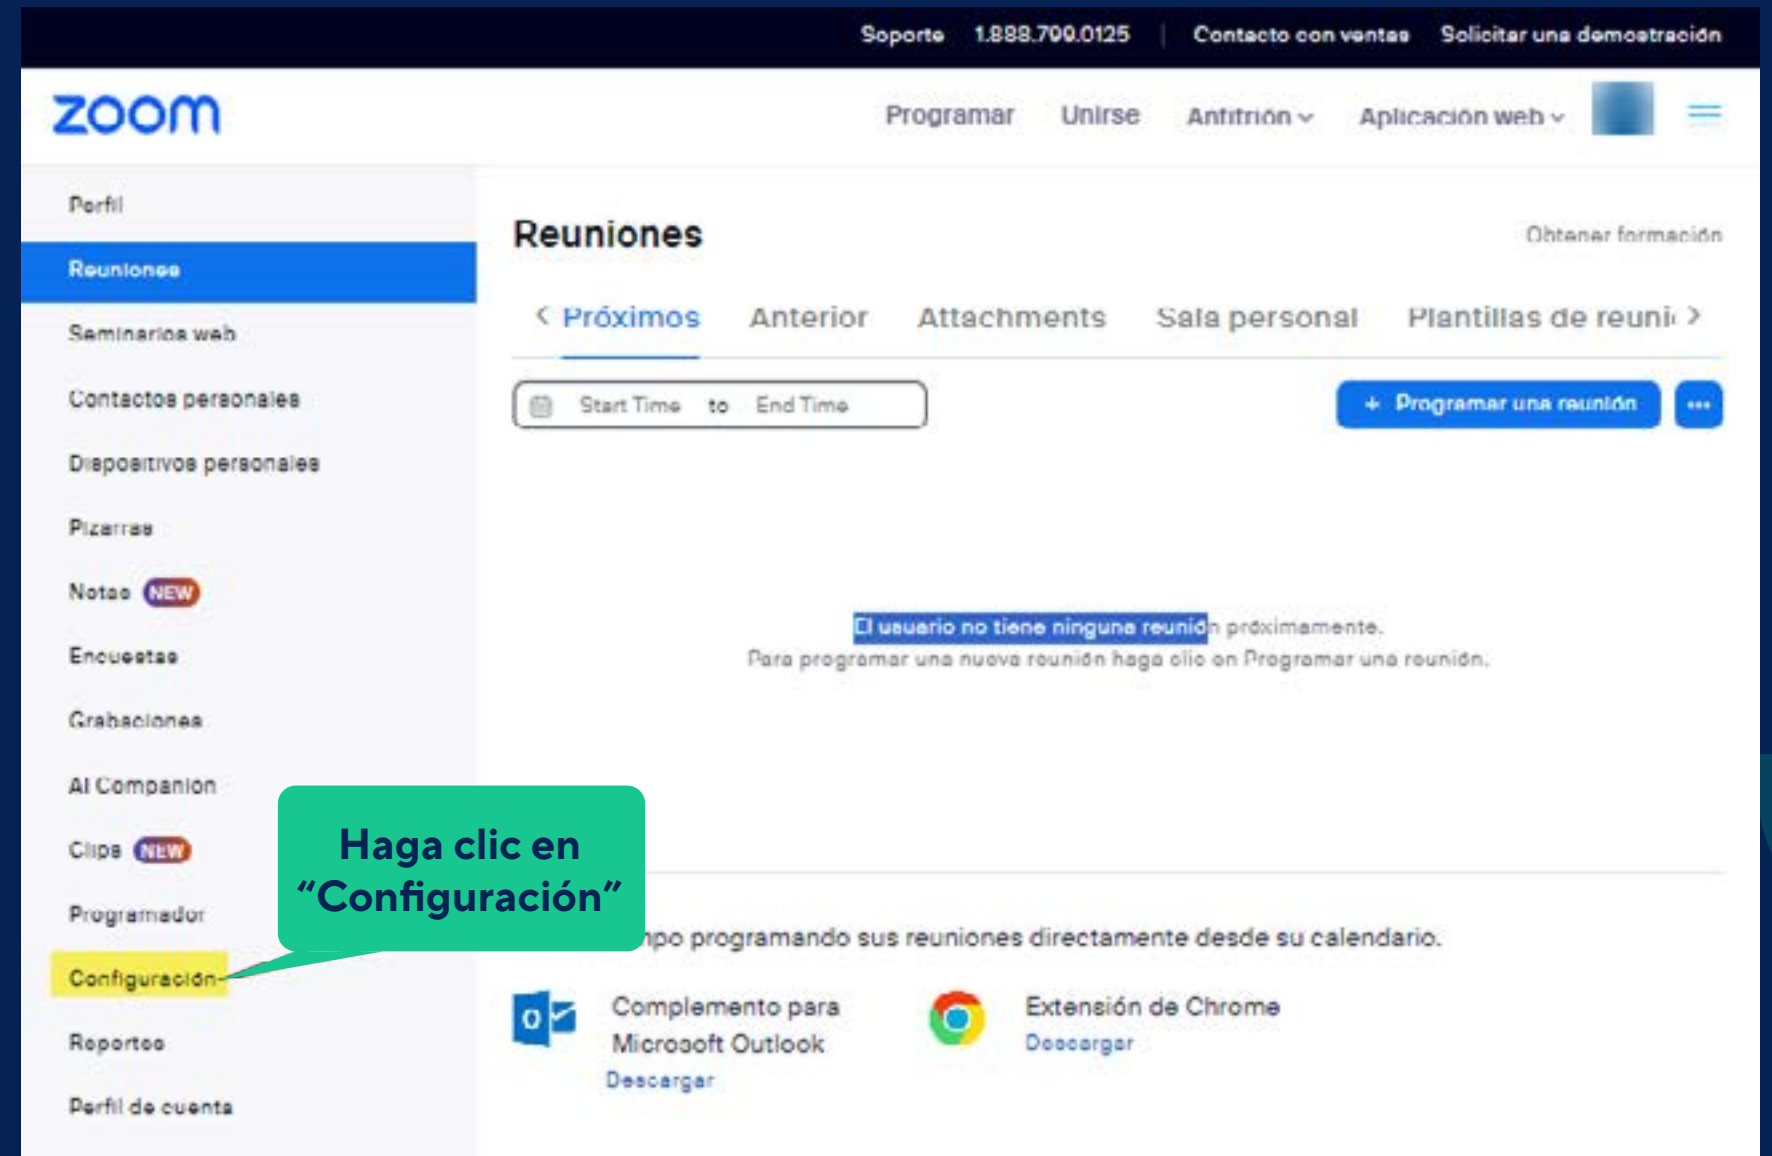 Soporte 1.888.799.0125 | Contacto con ventas Solicitar una demostración
zoom
Programar Unirse Anfitrión Aplicación web
Perfil
Reuniones
Seminarios web
Contactos personales
Dispositivos personales
Pizarras
Notas NEW
Encuestas
Grabaciones
AI Companion
Clips NEW
Programador
Configuración
Reportes
Perfil de cuenta
Reuniones
Obtener formación
Próximos Anterior Attachments Sala personal Plantillas de reuni
Start Time to End Time
+ Programar una reunión ...
El usuario no tiene ninguna reunión próximamente.
Para programar una nueva reunión haga clic en Programar una reunión.
Haga clic en
“Configuración”
mpo programando sus reuniones directamente desde su calendario.
Complemento para
Microsoft Outlook
Descargar
Extensión de Chrome
Descargar